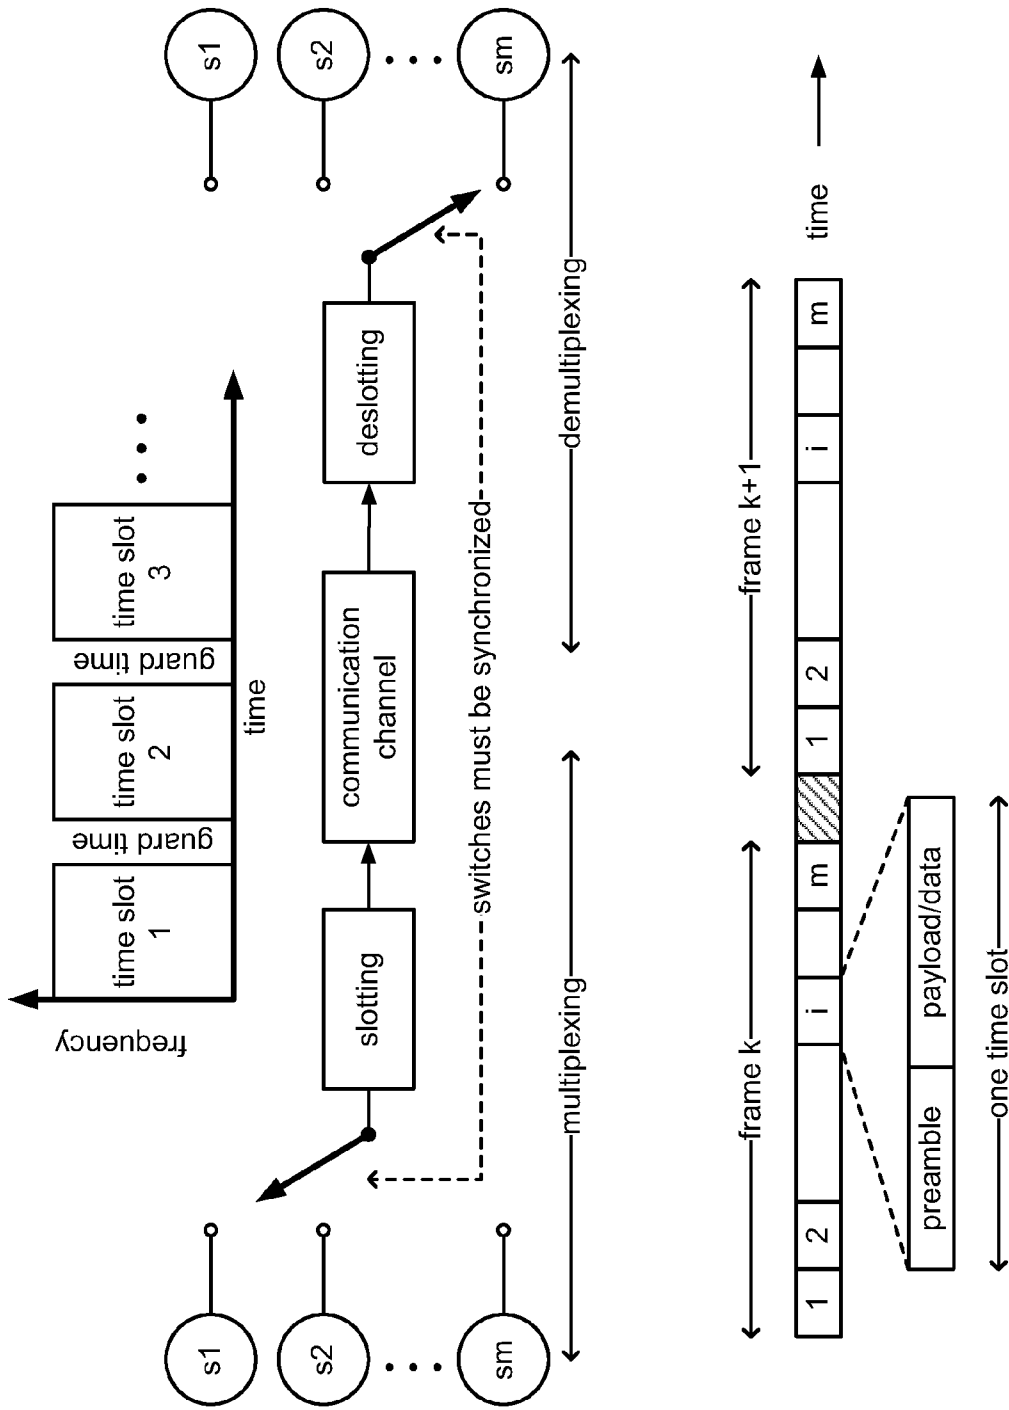 frequency
time slot
1
guard time
time slot
2
guard time
time slot
3
time
s1
s2
sm
slotting
communication
channel
deslotting
s1
s2
sm
switches must be synchronized
multiplexing
demultiplexing
frame k
frame k+1
1
2
i
m
1
2
i
m
time
preamble
payload/data
one time slot